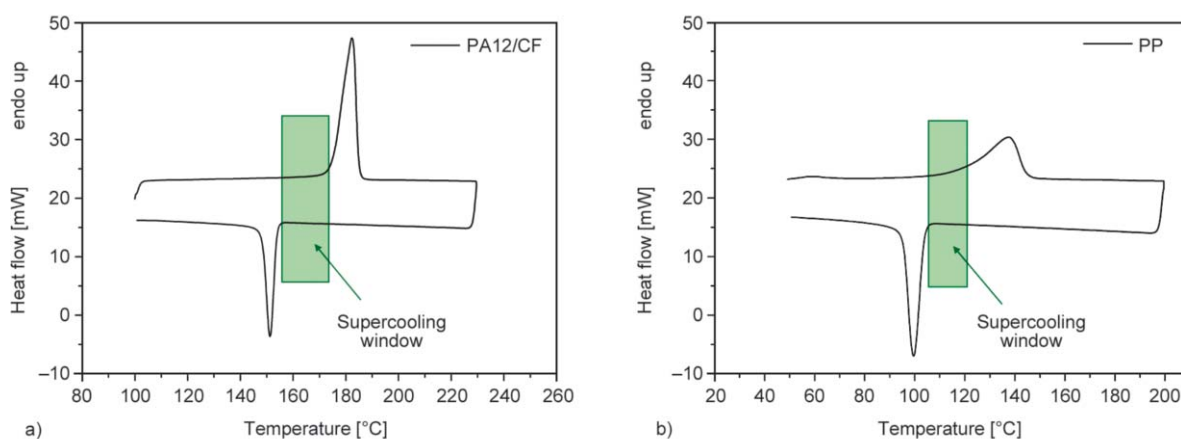 50
40
30
20
10
0
−10
endo up
Heat flow [mW]
PA12/CF
Supercooling
window
80 100 120 140 160 180 200 220 240 260
Temperature [°C]
a)
50
40
30
20
10
0
−10
endo up
Heat flow [mW]
PP
Supercooling
window
20 40 60 80 100 120 140 160 180 200
Temperature [°C]
b)